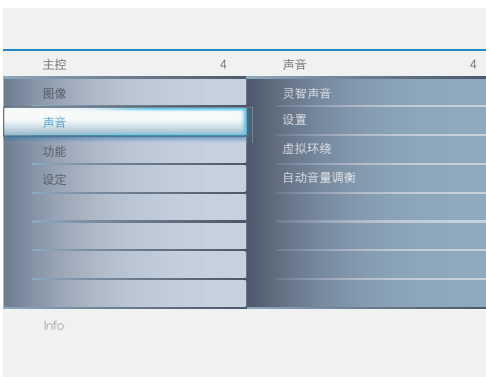 主控 4 声音 4
图像 灵智声音
声音 设置
功能 虚拟环绕
设定 自动音量调衡
Info